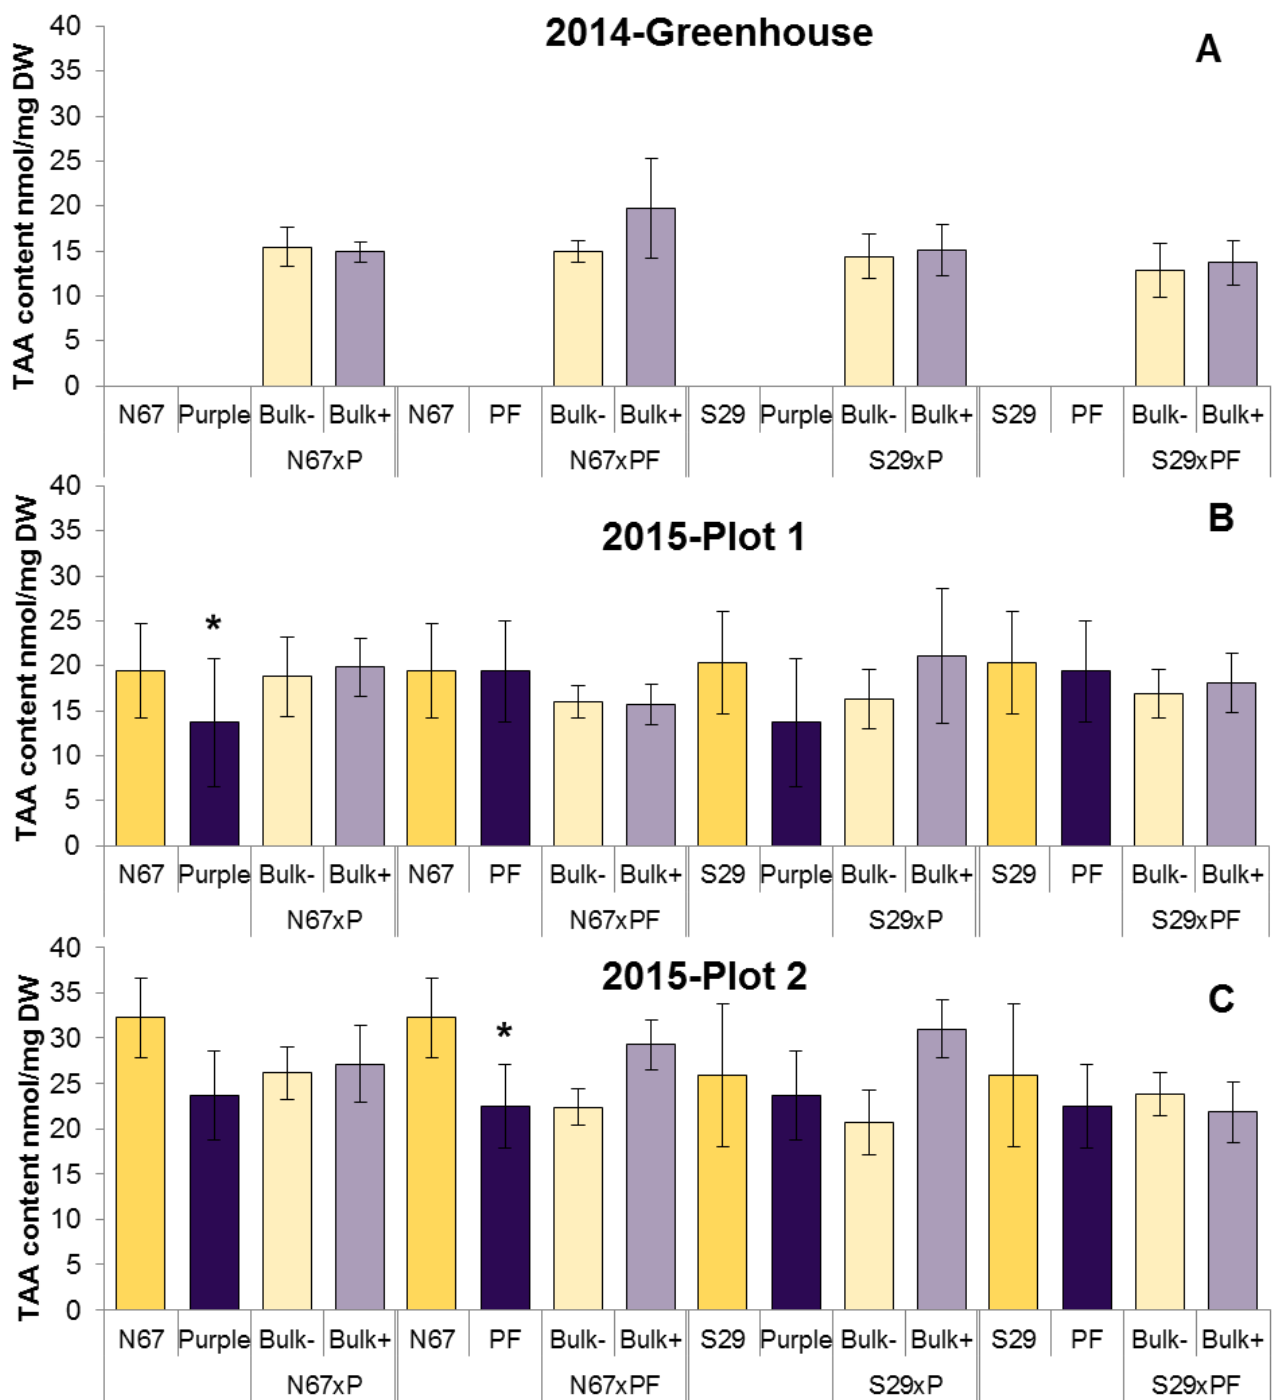 2014-Greenhouse
A
TAA content nmol/mg DW
40
35
30
25
20
15
10
5
0
N67 Purple Bulk- Bulk+ N67 PF Bulk- Bulk+ S29 Purple Bulk- Bulk+ S29 PF Bulk- Bulk+
N67xP N67xPF S29xP S29xPF
2015-Plot 1
B
TAA content nmol/mg DW
40
35
30
25
20
15
10
5
0
*
N67 Purple Bulk- Bulk+ N67 PF Bulk- Bulk+ S29 Purple Bulk- Bulk+ S29 PF Bulk- Bulk+
N67xP N67xPF S29xP S29xPF
2015-Plot 2
C
TAA content nmol/mg DW
40
35
30
25
20
15
10
5
0
*
N67 Purple Bulk- Bulk+ N67 PF Bulk- Bulk+ S29 Purple Bulk- Bulk+ S29 PF Bulk- Bulk+
N67xP N67xPF S29xP S29xPF